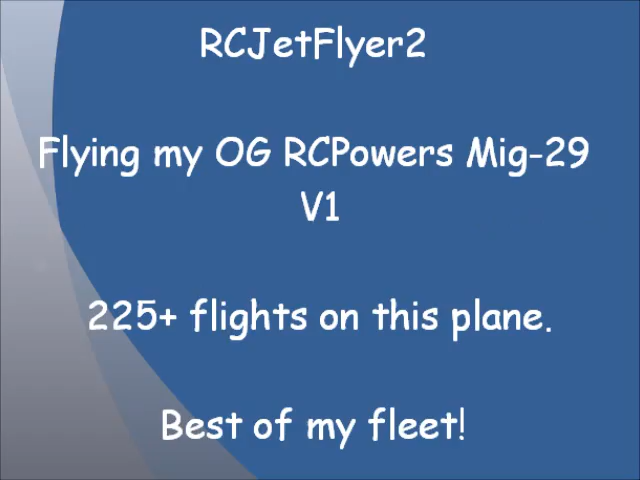 RCJetFlyer2
Flying my OG RCPowers Mig-29
V1
225+ flights on this plane.
Best of my fleet!